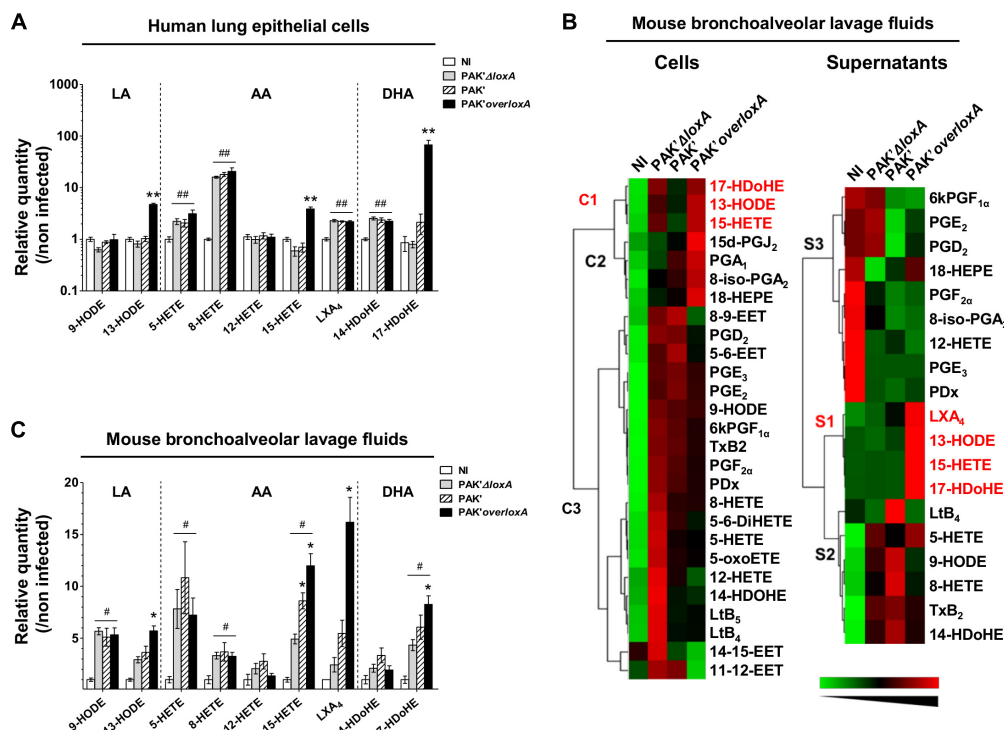 A
Human lung epithelial cells
NI
PAK'ΔloxA
PAK'
PAK'overloxA
LA
AA
DHA
Relative quantity
(/non infected)
1000
100
10
1
0.1
**
##
##
**
##
##
**
9-HODE
13-HODE
5-HETE
8-HETE
12-HETE
15-HETE
LXA₄
14-HDoHE
17-HDoHE
B
Mouse bronchoalveolar lavage fluids
Cells
NI
PAK'ΔloxA
PAK'
PAK'overloxA
C1
C2
C3
17-HDoHE
13-HODE
15-HETE
15d-PGJ₂
PGA₁
8-iso-PGA₂
18-HEPE
8-9-EET
PGD₂
5-6-EET
PGE₃
PGE₂
9-HODE
6kPGF₁α
TxB2
PGF₂α
PDx
8-HETE
5-6-DiHETE
5-HETE
5-oxoETE
12-HETE
14-HDOHE
LtB₅
LtB₄
14-15-EET
11-12-EET
Supernatants
NI
PAK'ΔloxA
PAK'
PAK'overloxA
S3
S1
S2
6kPGF₁α
PGE₂
PGD₂
18-HEPE
PGF₂α
8-iso-PGA₂
12-HETE
PGE₃
PDx
LXA₄
13-HODE
15-HETE
17-HDoHE
LtB₄
5-HETE
9-HODE
8-HETE
TxB₂
14-HDoHE
C
Mouse bronchoalveolar lavage fluids
NI
PAK'ΔloxA
PAK'
PAK'overloxA
LA
AA
DHA
Relative quantity
(/non infected)
20
15
10
5
#
*
#
#
#
*
*
*
#
*
9-HODE
13-HODE
5-HETE
8-HETE
12-HETE
15-HETE
LXA₄
14-HDoHE
17-HDoHE